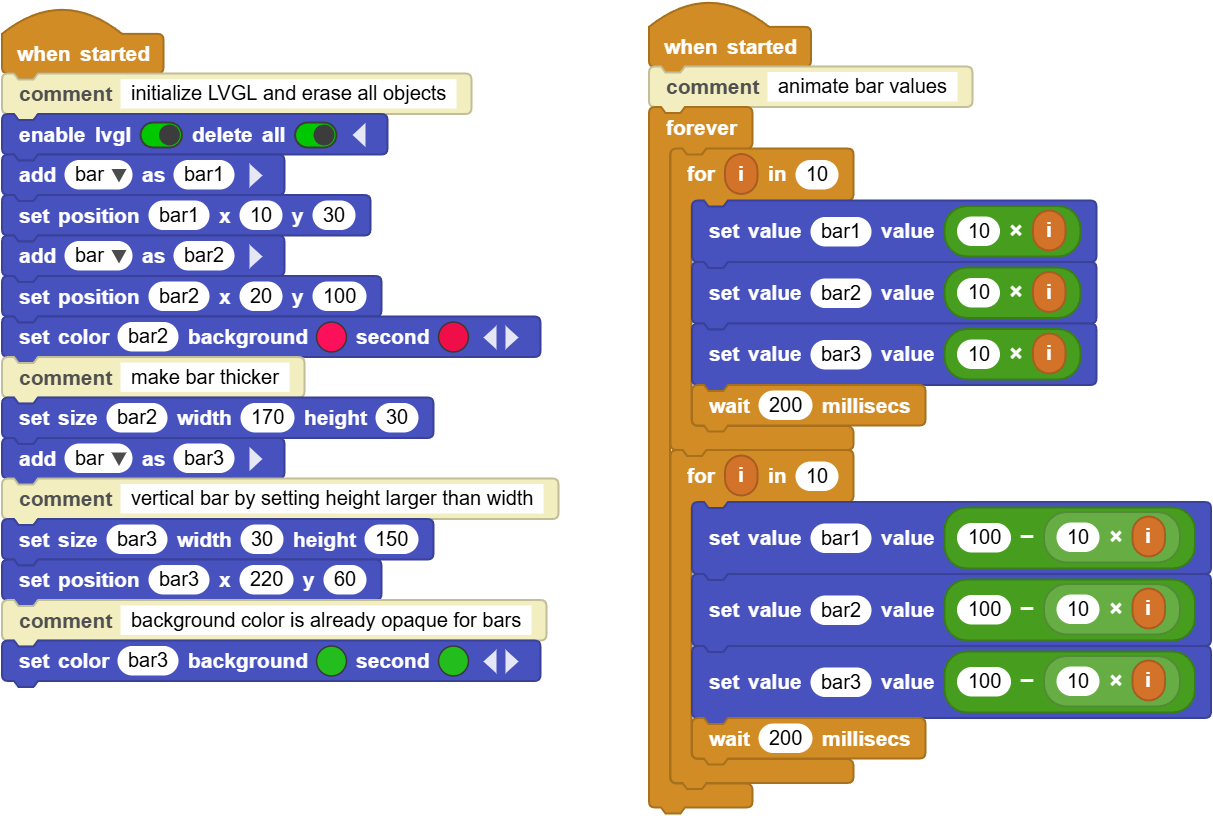 when started
comment initialize LVGL and erase all objects
enable lvgl delete all
add bar ▼ as bar1
set position bar1 x 10 y 30
add bar ▼ as bar2
set position bar2 x 20 y 100
set color bar2 background second
comment make bar thicker
set size bar2 width 170 height 30
add bar ▼ as bar3
comment vertical bar by setting height larger than width
set size bar3 width 30 height 150
set position bar3 x 220 y 60
comment background color is already opaque for bars
set color bar3 background second
when started
comment animate bar values
forever
for i in 10
set value bar1 value 10 × i
set value bar2 value 10 × i
set value bar3 value 10 × i
wait 200 millisecs
for i in 10
set value bar1 value 100 − 10 × i
set value bar2 value 100 − 10 × i
set value bar3 value 100 − 10 × i
wait 200 millisecs